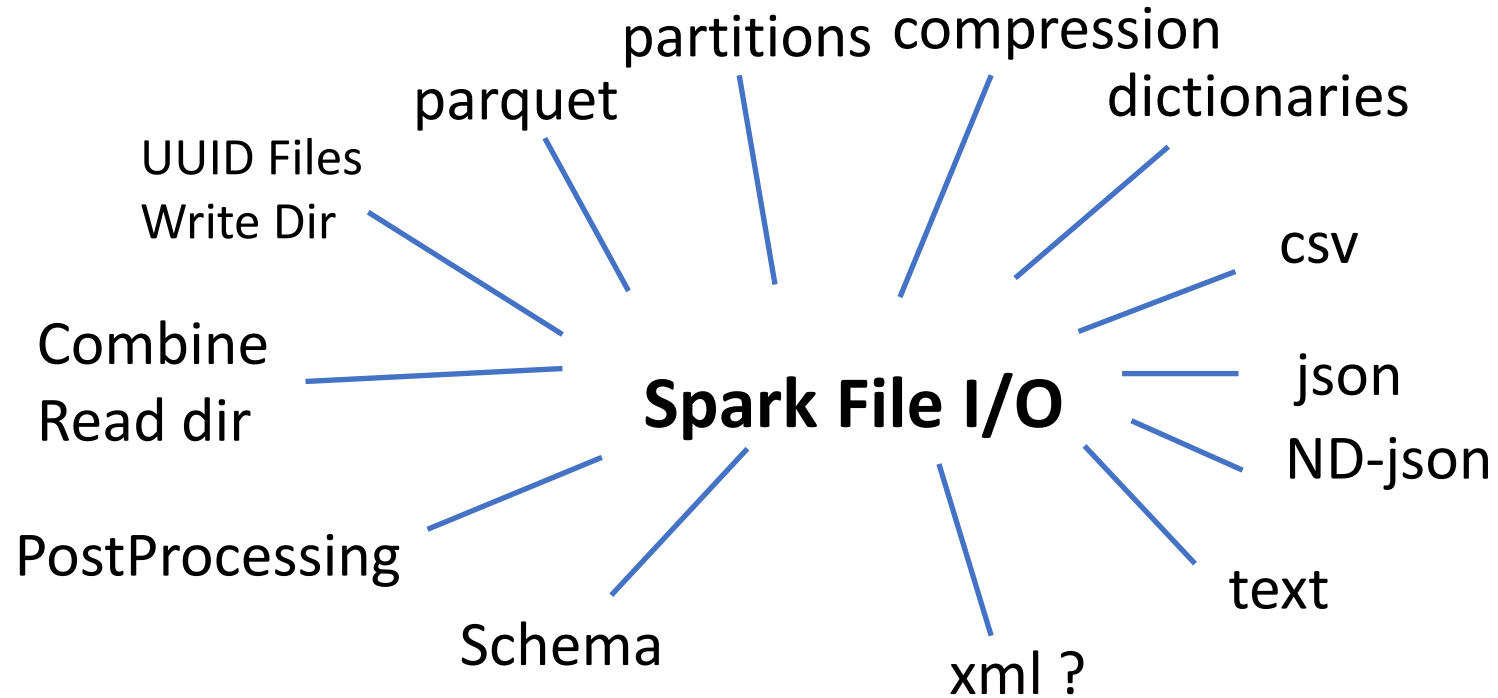 partitions
compression
parquet
dictionaries
UUID Files
Write Dir
csv
Combine
Read dir
Spark File I/O
json
ND-json
PostProcessing
text
Schema
xml ?